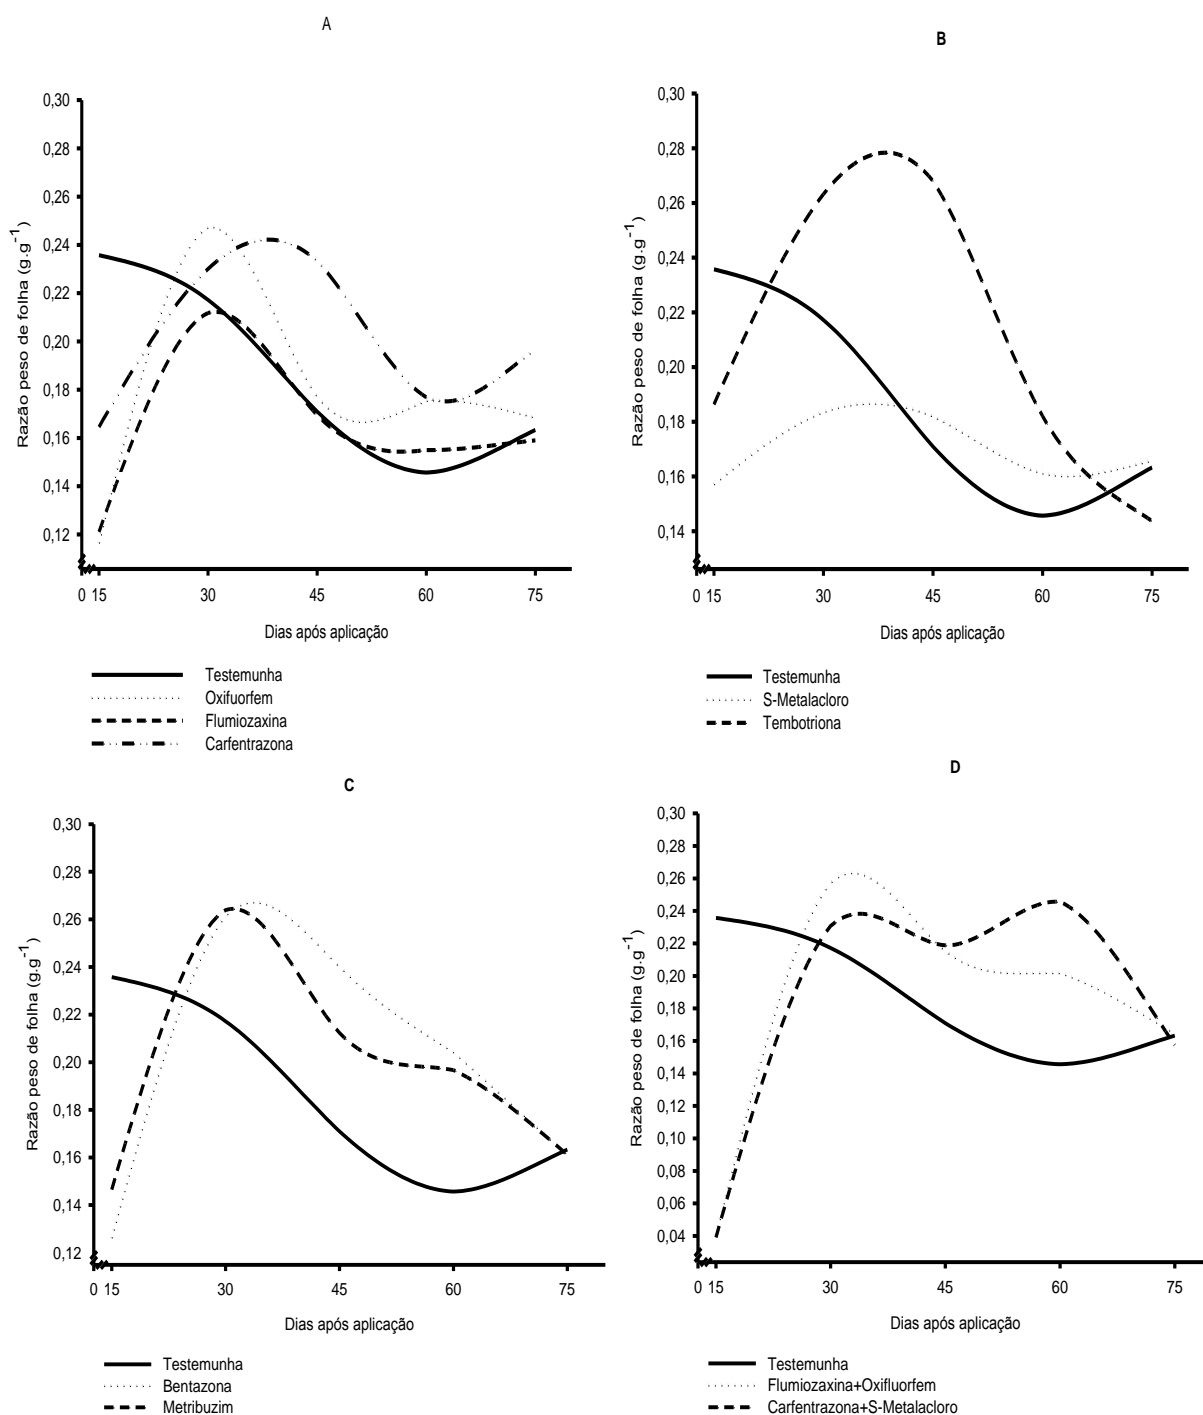 A
0,30
0,28
0,26
0,24
0,22
0,20
0,18
0,16
0,14
0,12
Razão peso de folha (g.g-1)
0 15 30 45 60 75
Dias após aplicação
Testemunha
Oxifuorfem
Flumiozaxina
Carfentrazona
B
0,30
0,28
0,26
0,24
0,22
0,20
0,18
0,16
0,14
Razão peso de folha (g.g-1)
0 15 30 45 60 75
Dias após aplicação
Testemunha
S-Metalacloro
Tembotriona
C
0,30
0,28
0,26
0,24
0,22
0,20
0,18
0,16
0,14
0,12
Razão peso de folha (g.g-1)
0 15 30 45 60 75
Dias após aplicação
Testemunha
Bentazona
Metribuzim
D
0,30
0,28
0,26
0,24
0,22
0,20
0,18
0,16
0,14
0,12
0,10
0,08
0,06
0,04
Razão peso de folha (g.g-1)
0 15 30 45 60 75
Dias após aplicação
Testemunha
Flumiozaxina+Oxifluorfem
Carfentrazona+S-Metalacloro